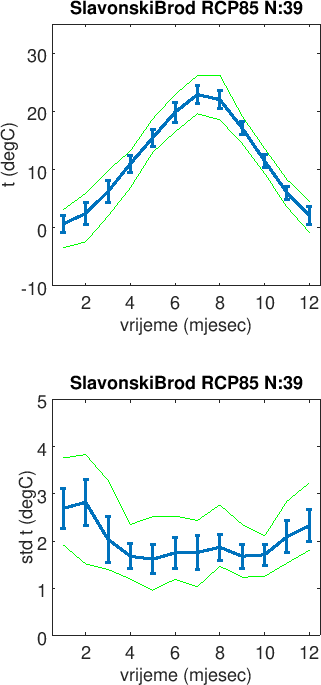 SlavonskiBrod RCP85 N:39
30
20
10
0
-10
t (degC)
2 4 6 8 10 12
vrijeme (mjesec)
SlavonskiBrod RCP85 N:39
5
4
3
2
1
0
std t (degC)
2 4 6 8 10 12
vrijeme (mjesec)